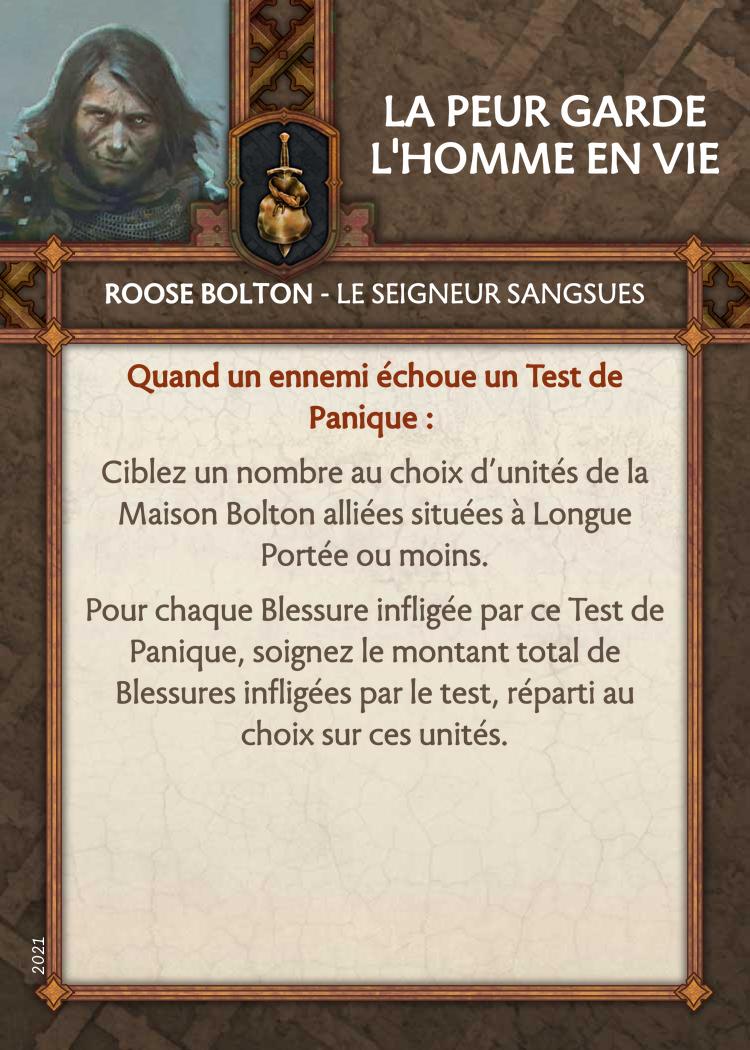 LA PEUR GARDE
L'HOMME EN VIE
ROOSE BOLTON - LE SEIGNEUR SANGSUES
Quand un ennemi échoue un Test de
Panique :
Ciblez un nombre au choix d’unités de la
Maison Bolton alliées situées à Longue
Portée ou moins.
Pour chaque Blessure infligée par ce Test de
Panique, soignez le montant total de
Blessures infligées par le test, réparti au
choix sur ces unités.
2021